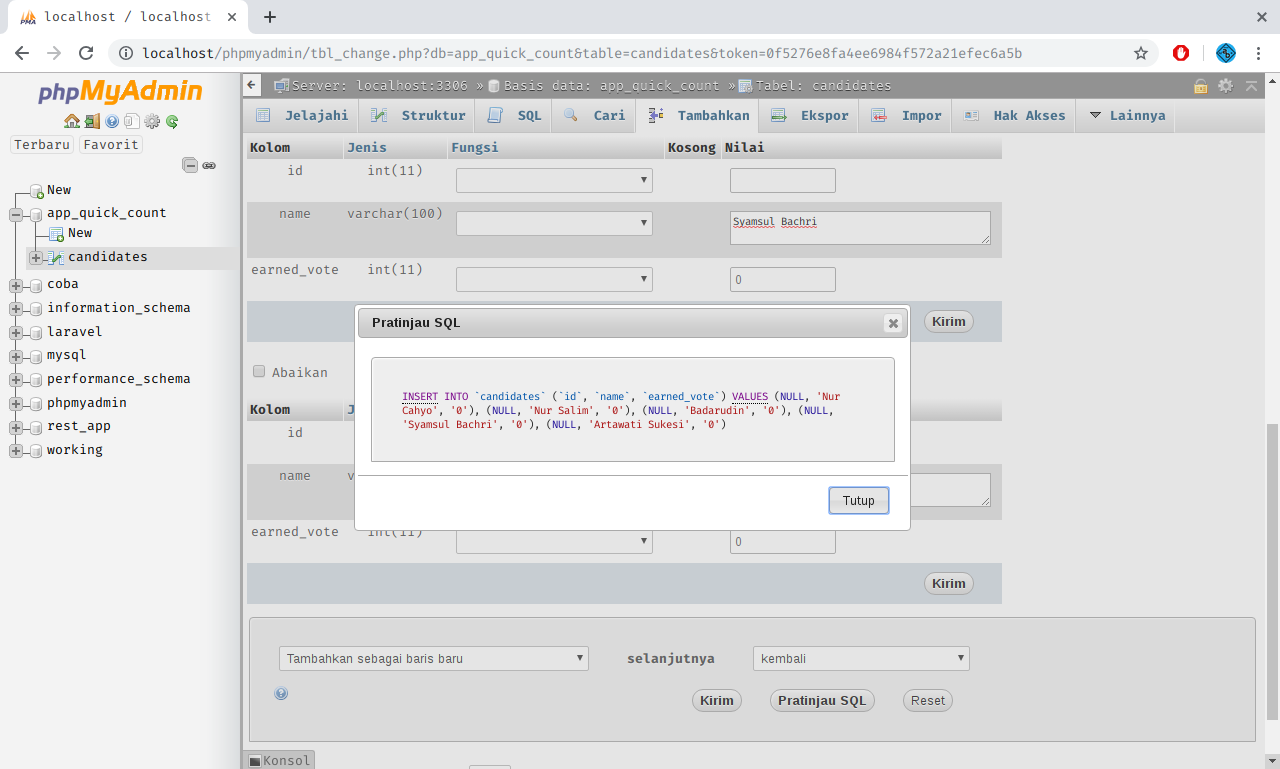 localhost / localhost
localhost/phpmyadmin/tbl_change.php?db=app_quick_count&table=candidates&token=0f5276e8fa4ee6984f572a21efec6a5b
phpMyAdmin
Terbaru Favorit
New
app_quick_count
New
candidates
coba
information_schema
laravel
mysql
performance_schema
phpmyadmin
rest_app
working
Server: localhost:3306 » Basis data: app_quick_count » Tabel: candidates
Jelajahi Struktur SQL Cari Tambahkan Ekspor Impor Hak Akses Lainnya
Kolom Jenis Fungsi Kosong Nilai
id int(11)
name varchar(100) Syamsul Bachri
earned_vote int(11) 0
Kirim
Pratinjau SQL
INSERT INTO `candidates` (`id`, `name`, `earned_vote`) VALUES (NULL, 'Nur
Cahyo', '0'), (NULL, 'Nur Salim', '0'), (NULL, 'Badarudin', '0'), (NULL,
'Syamsul Bachri', '0'), (NULL, 'Artawati Sukesi', '0')
Tutup
Abaikan
Kolom
id
name
earned_vote int(11) 0
Kirim
Tambahkan sebagai baris baru selanjutnya kembali
Kirim Pratinjau SQL Reset
Konsol